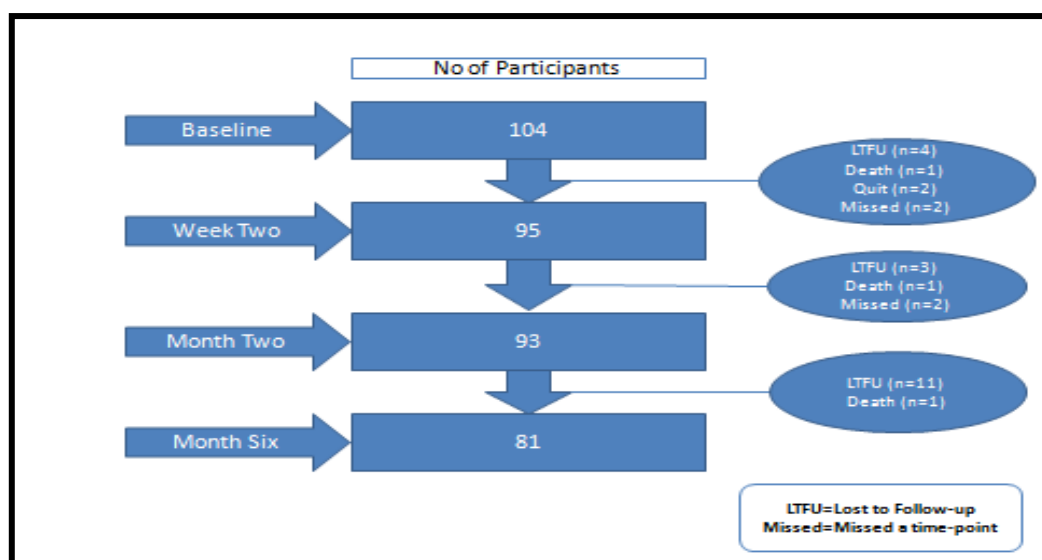 No of Participants
Baseline
104
LTFU (n=4)
Death (n=1)
Quit (n=2)
Missed (n=2)
Week Two
95
LTFU (n=3)
Death (n=1)
Missed (n=2)
Month Two
93
LTFU (n=11)
Death (n=1)
Month Six
81
LTFU=Lost to Follow-up
Missed=Missed a time-point